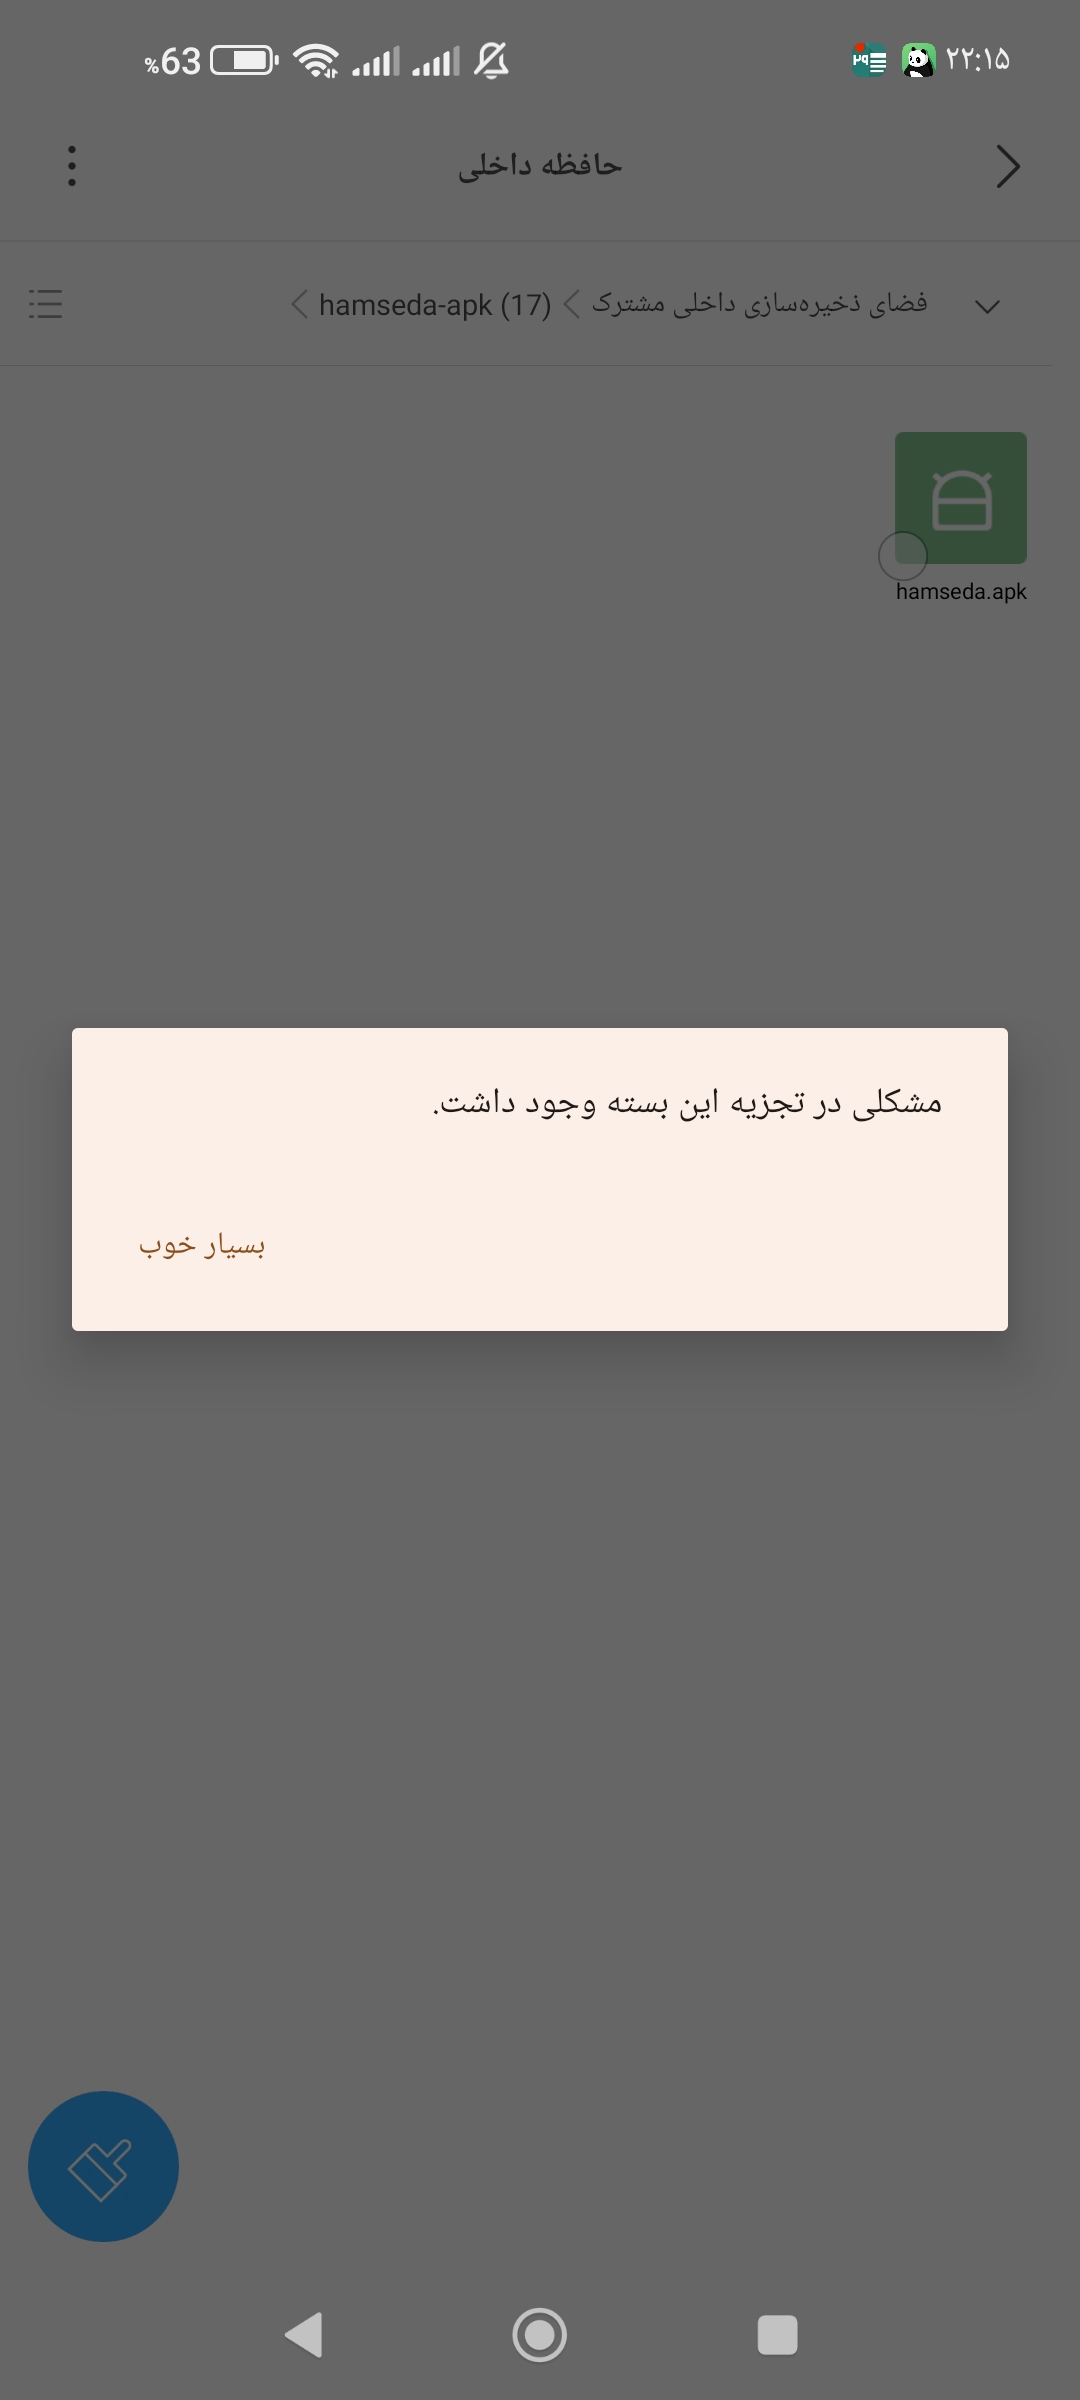 %63
۲۹
۲۲:۱۵
حافظه داخلی
فضای ذخیره‌سازی داخلی مشترک
hamseda-apk (17)
hamseda.apk
مشکلی در تجزیه این بسته وجود داشت.
بسیار خوب